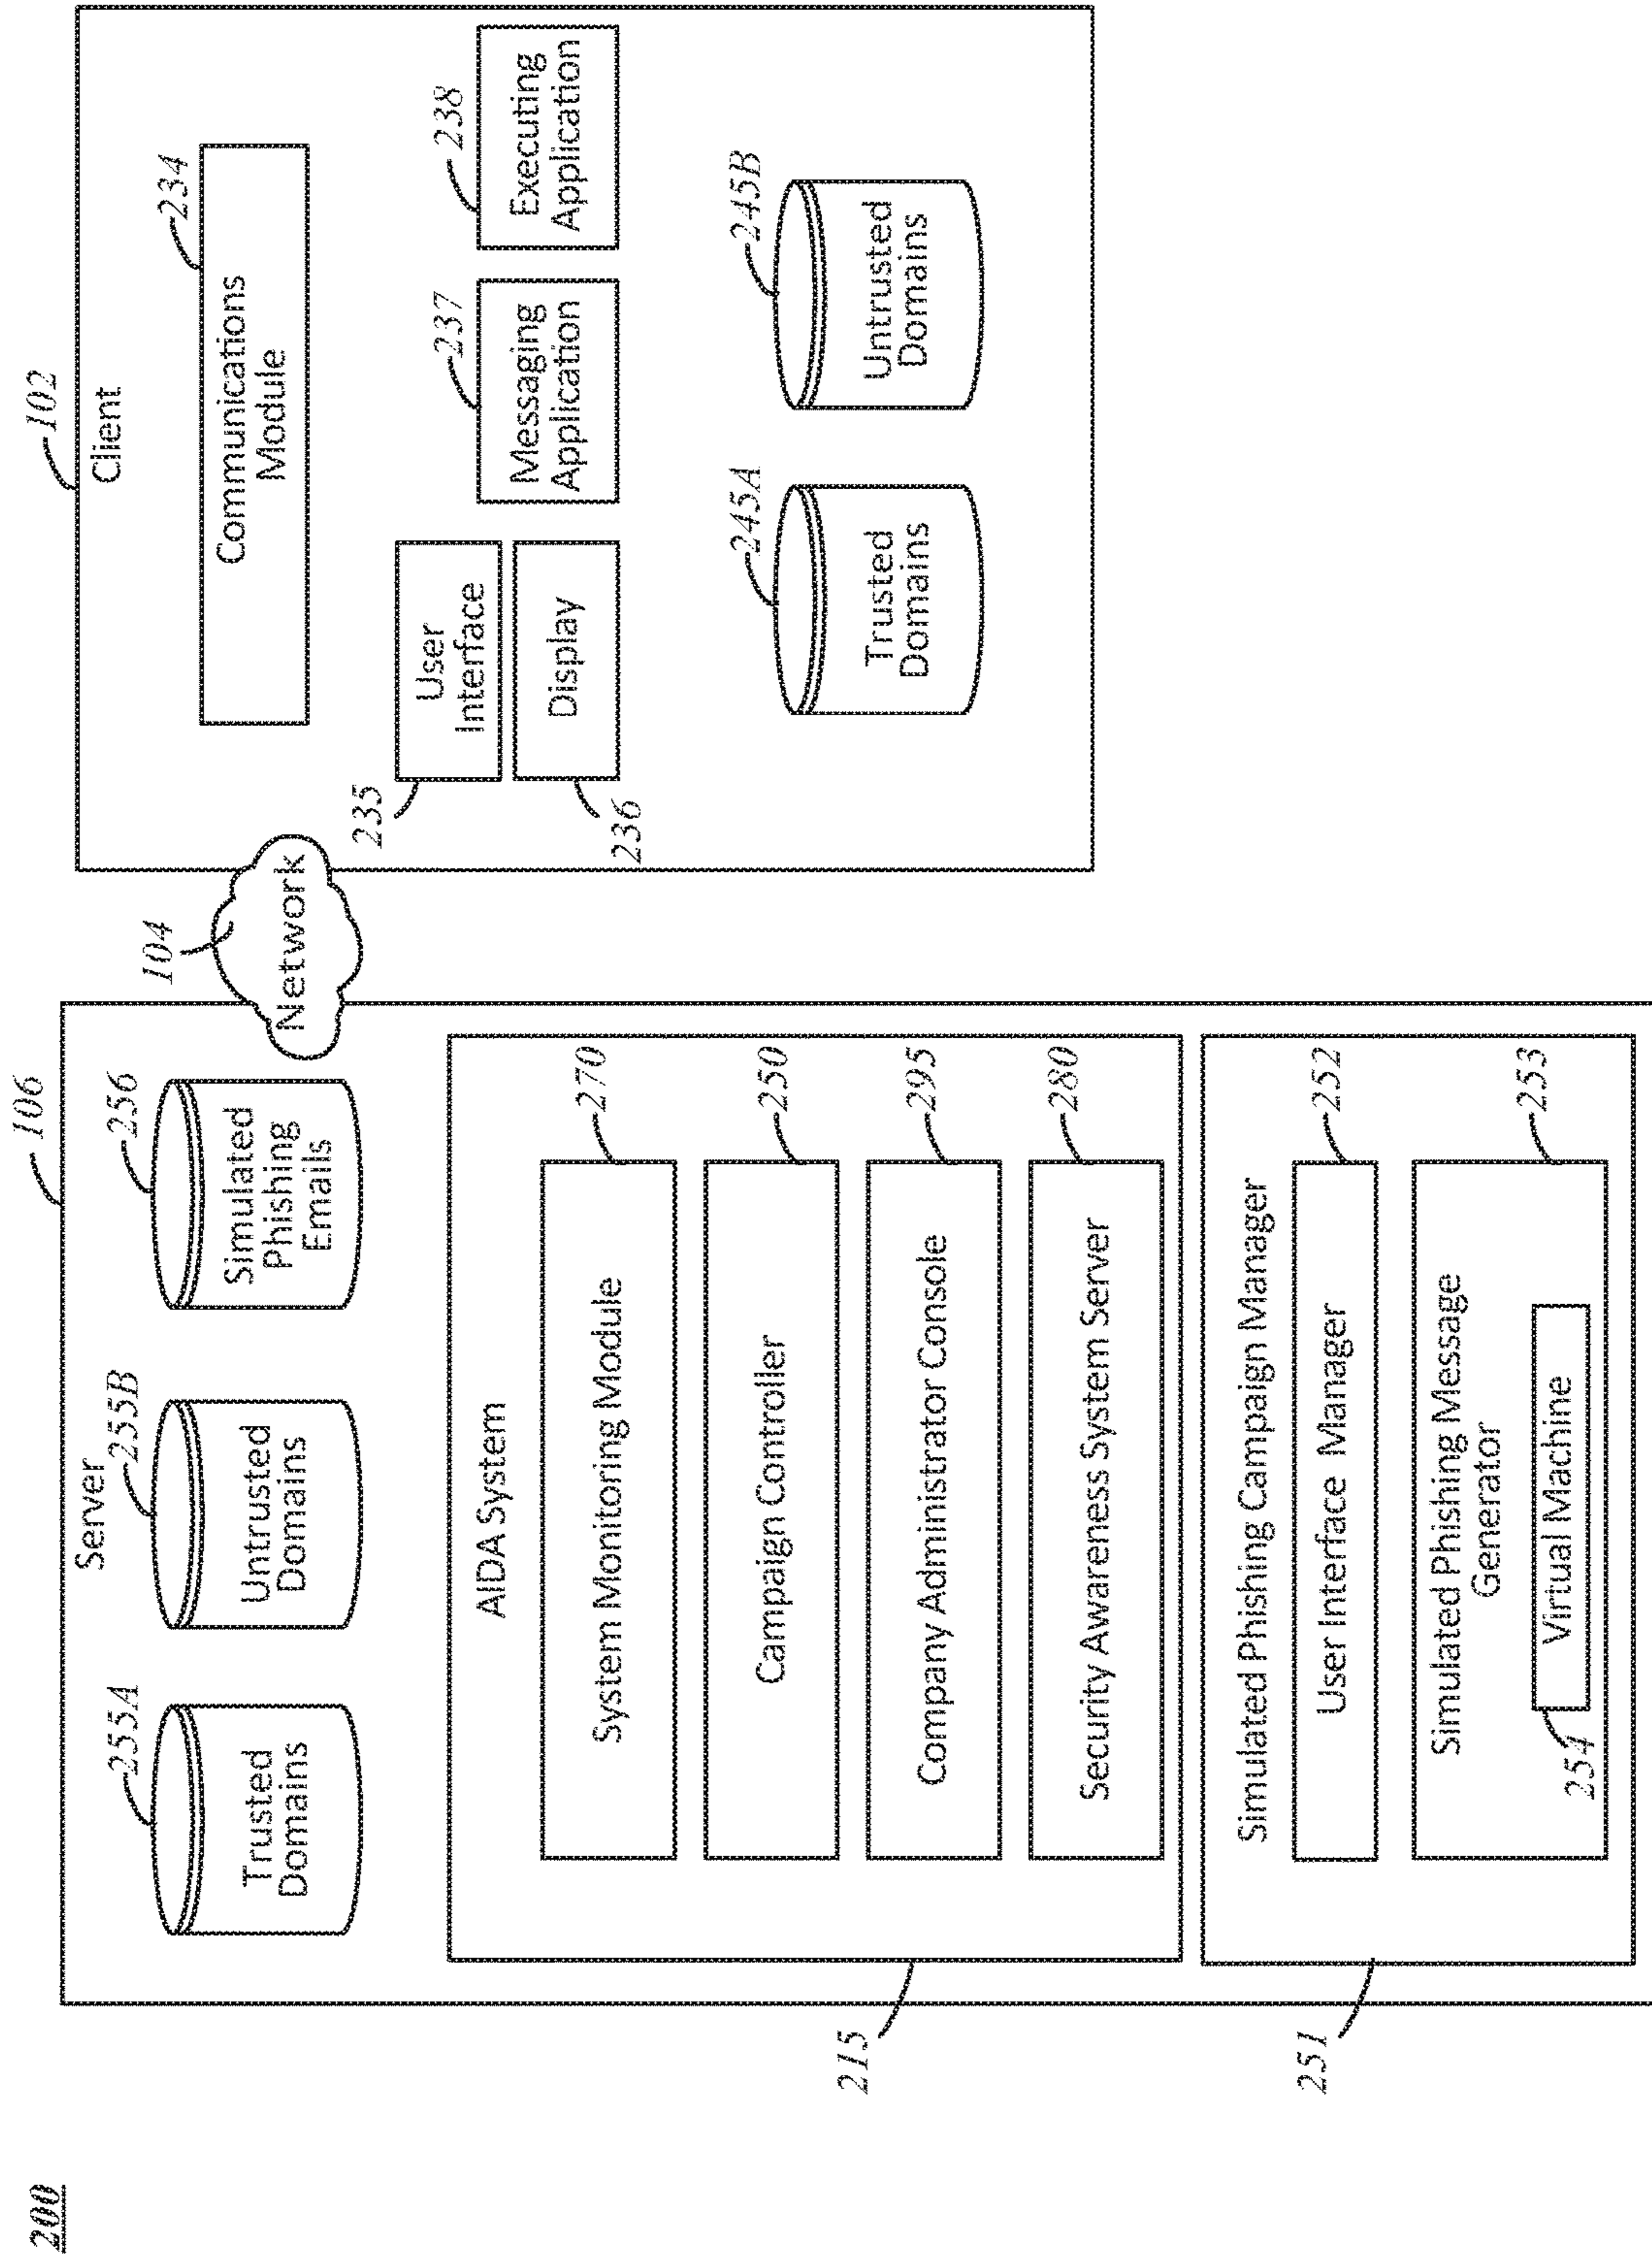 200
106
Server
255A
Trusted
Domains
255B
Untrusted
Domains
256
Simulated
Phishing
Emails
104
Network
215
AIDA System
System Monitoring Module
270
Campaign Controller
250
Company Administrator Console
295
Security Awareness System Server
280
251
Simulated Phishing Campaign Manager
User Interface Manager
252
Simulated Phishing Message
Generator
253
Virtual Machine
254
102
Client
Communications
Module
234
235
User
Interface
Display
236
237
Messaging
Application
238
Executing
Application
245A
Trusted
Domains
245B
Untrusted
Domains